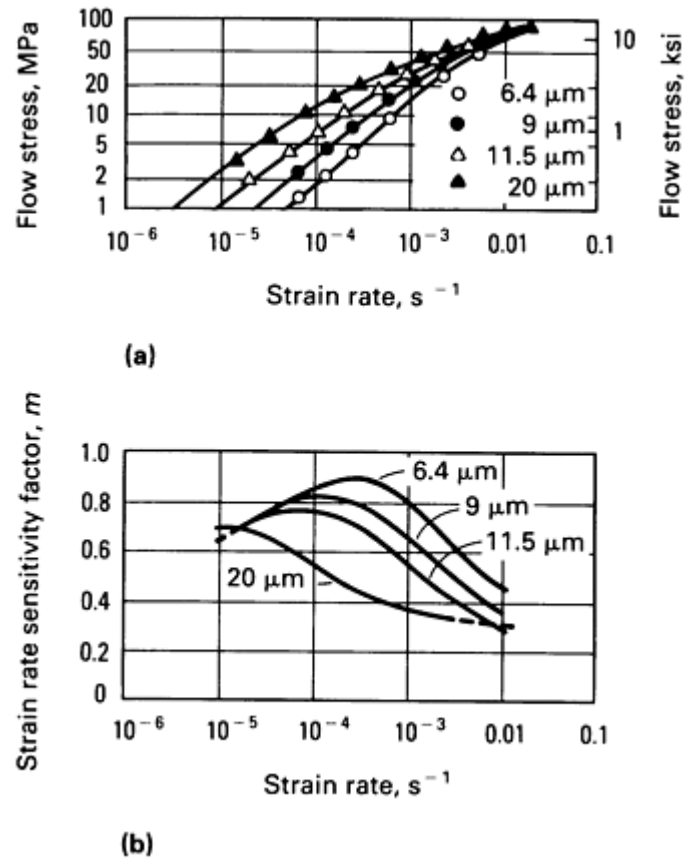 Flow stress, MPa
100
50
20
10
5
2
1
10
1
Flow stress, ksi
6.4 μm
9 μm
11.5 μm
20 μm
10⁻⁶ 10⁻⁵ 10⁻⁴ 10⁻³ 0.01 0.1
Strain rate, s⁻¹
(a)
Strain rate sensitivity factor, m
1.0
0.8
0.6
0.4
0.2
0
6.4 μm
9 μm
11.5 μm
20 μm
10⁻⁶ 10⁻⁵ 10⁻⁴ 10⁻³ 0.01 0.1
Strain rate, s⁻¹
(b)